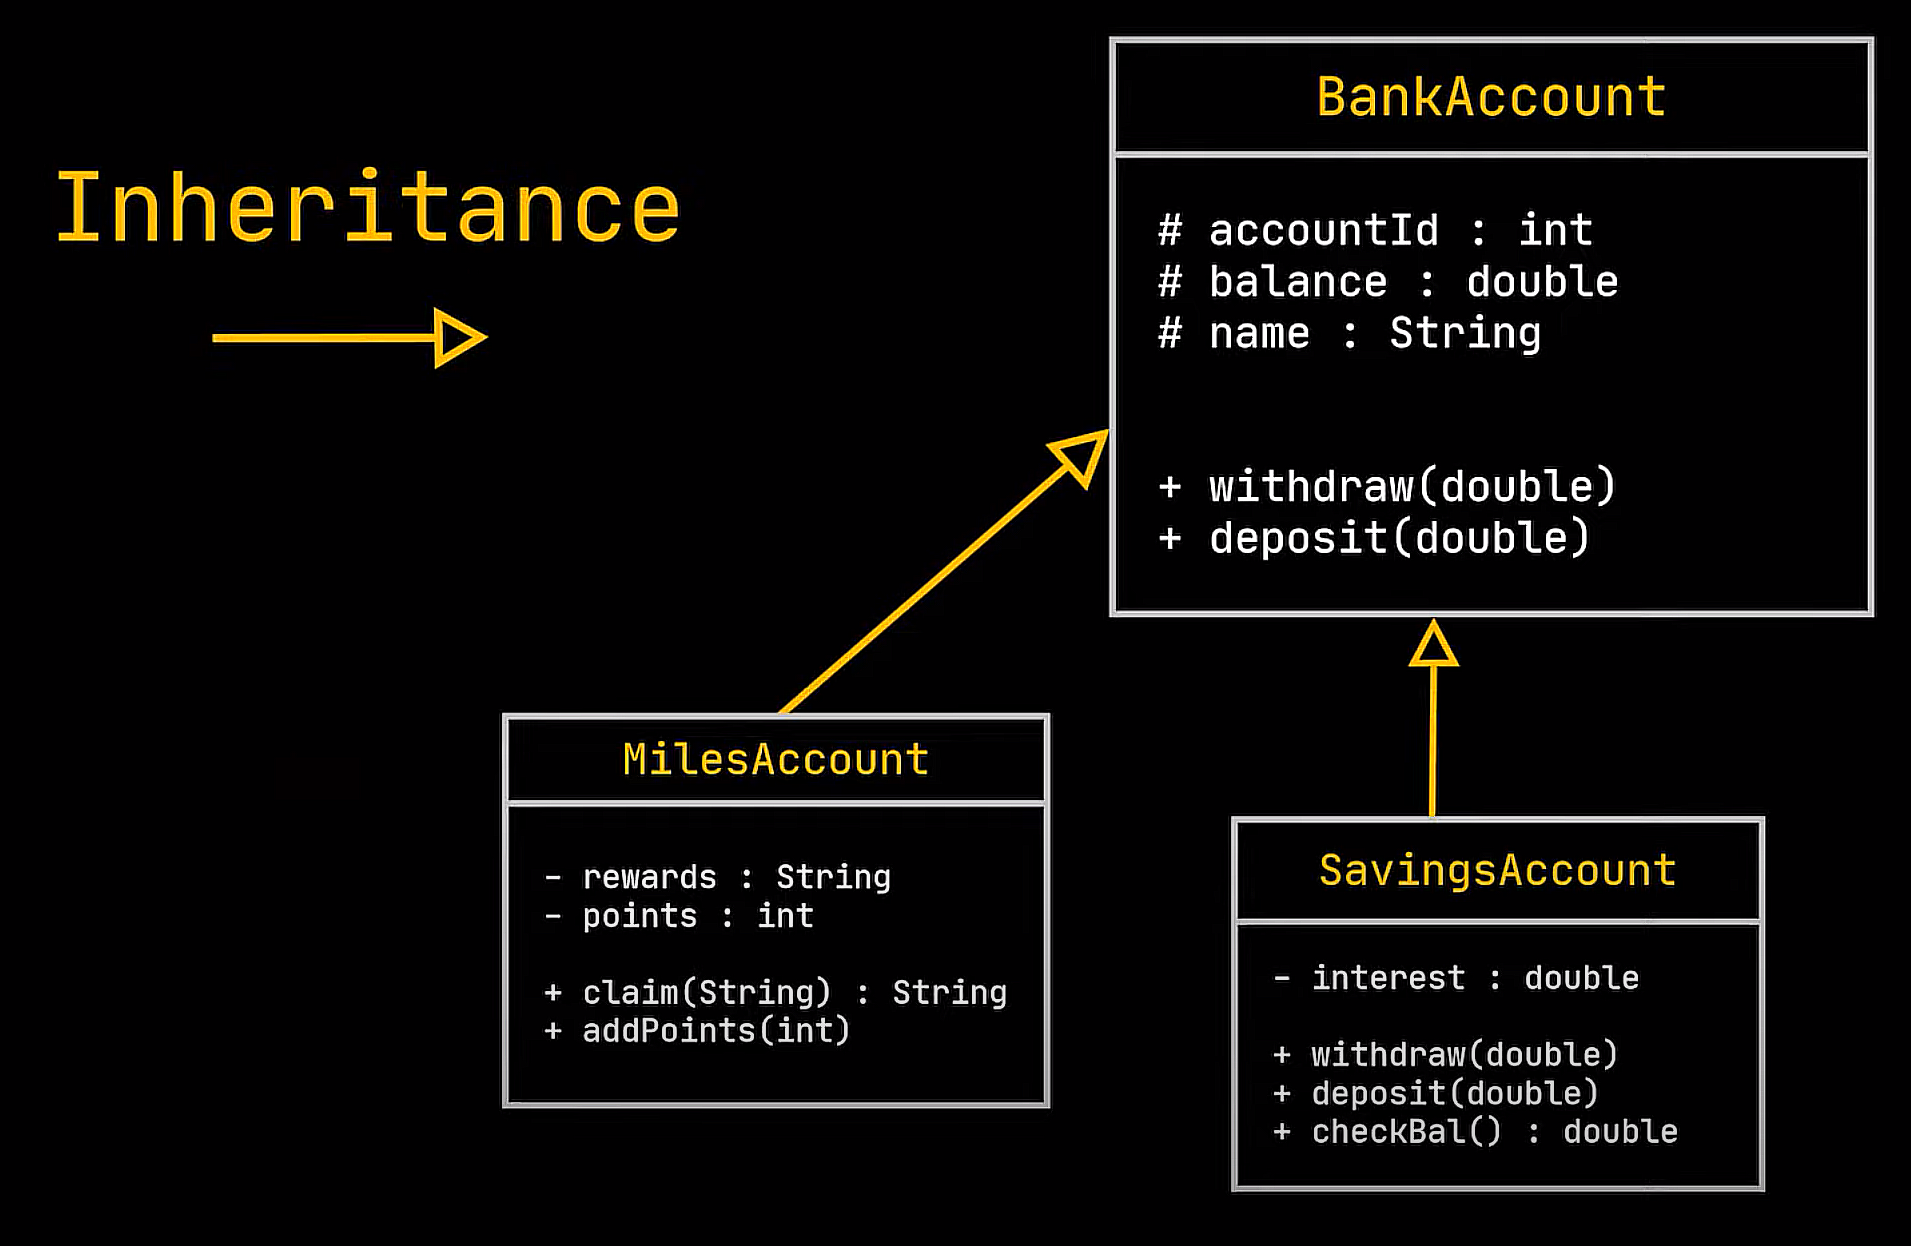 Inheritance
BankAccount
# accountId : int
# balance : double
# name : String
+ withdraw(double)
+ deposit(double)
MilesAccount
- rewards : String
- points : int
+ claim(String) : String
+ addPoints(int)
SavingsAccount
- interest : double
+ withdraw(double)
+ deposit(double)
+ checkBal() : double